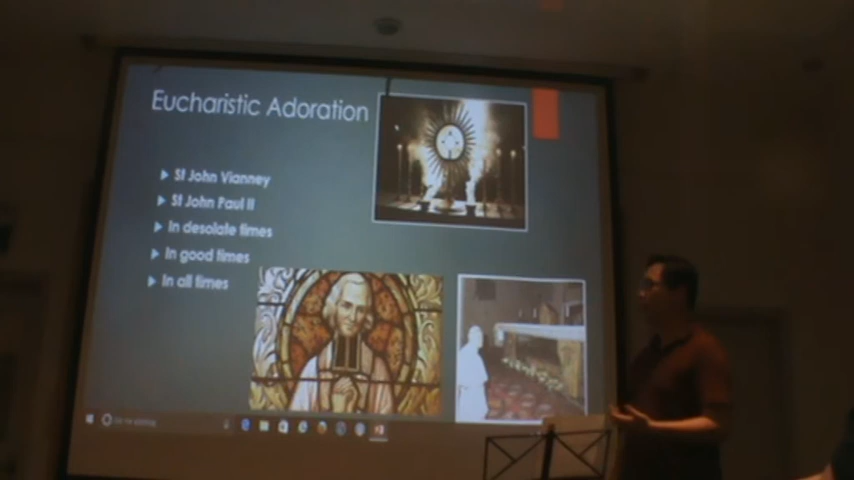 Eucharistic Adoration
St John Vianney
St John Paul II
In desolate times
In good times
In all times